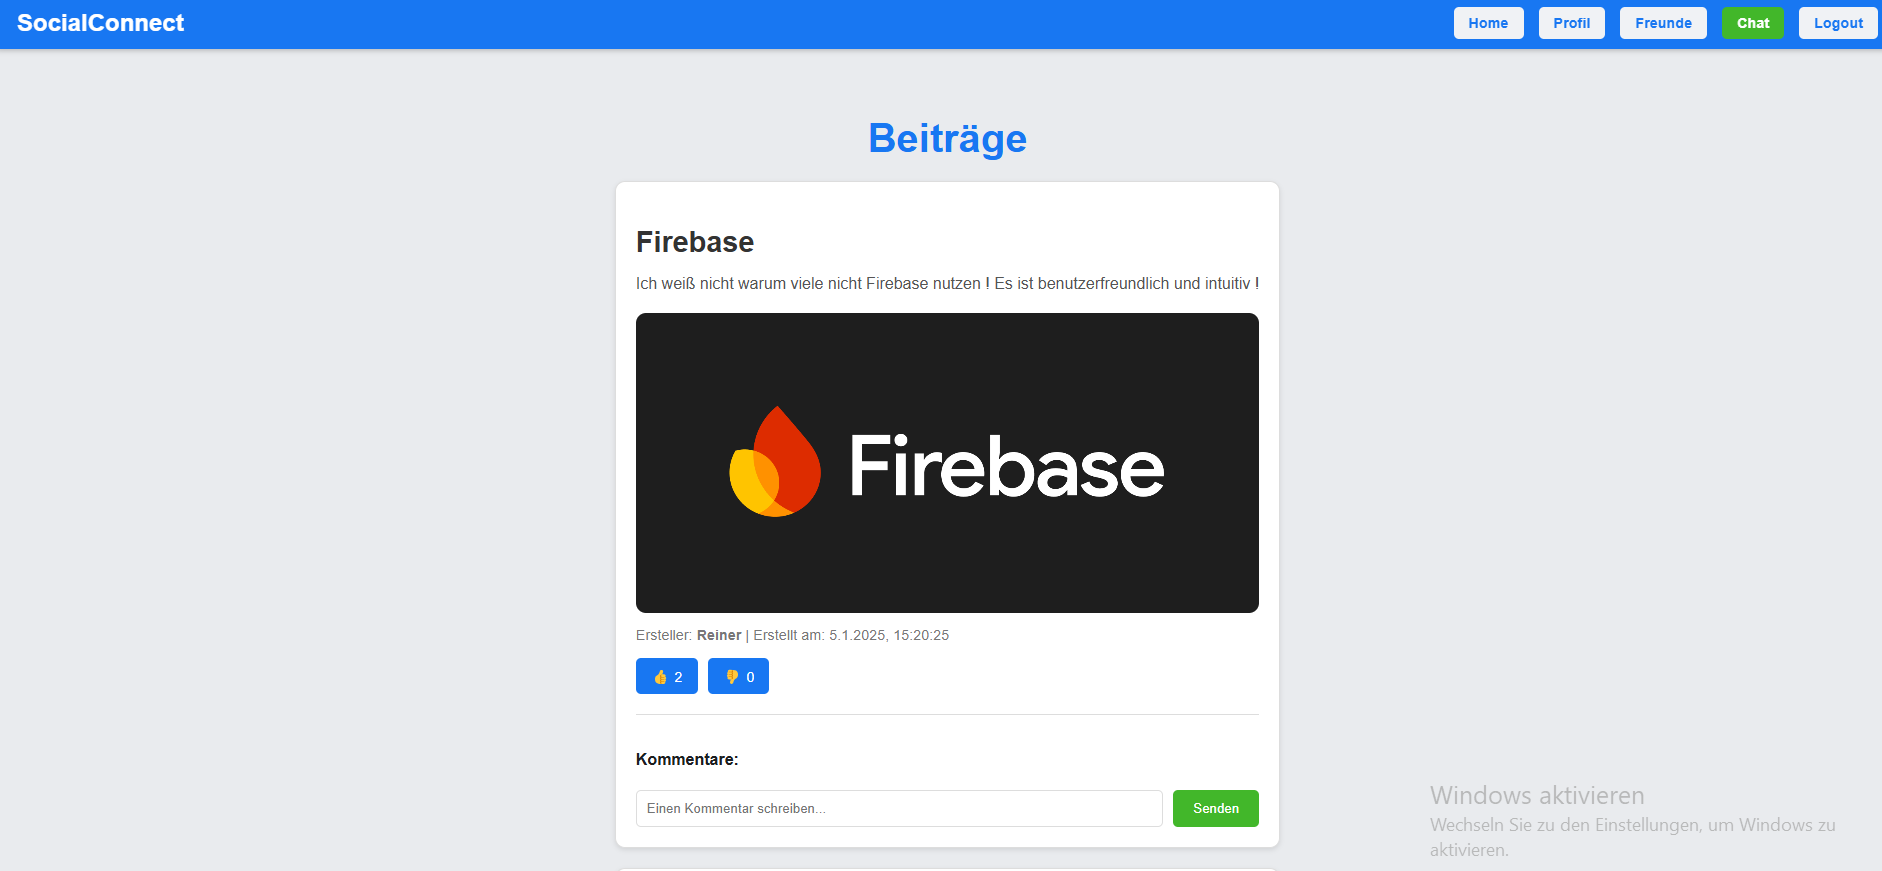 SocialConnect
Home Profil Freunde Chat Logout
Beiträge
Firebase
Ich weiß nicht warum viele nicht Firebase nutzen ! Es ist benutzerfreundlich und intuitiv !
Firebase
Ersteller: Reiner | Erstellt am: 5.1.2025, 15:20:25
👍 2 👎 0
Kommentare:
Einen Kommentar schreiben... Senden
Windows aktivieren
Wechseln Sie zu den Einstellungen, um Windows zu
aktivieren.